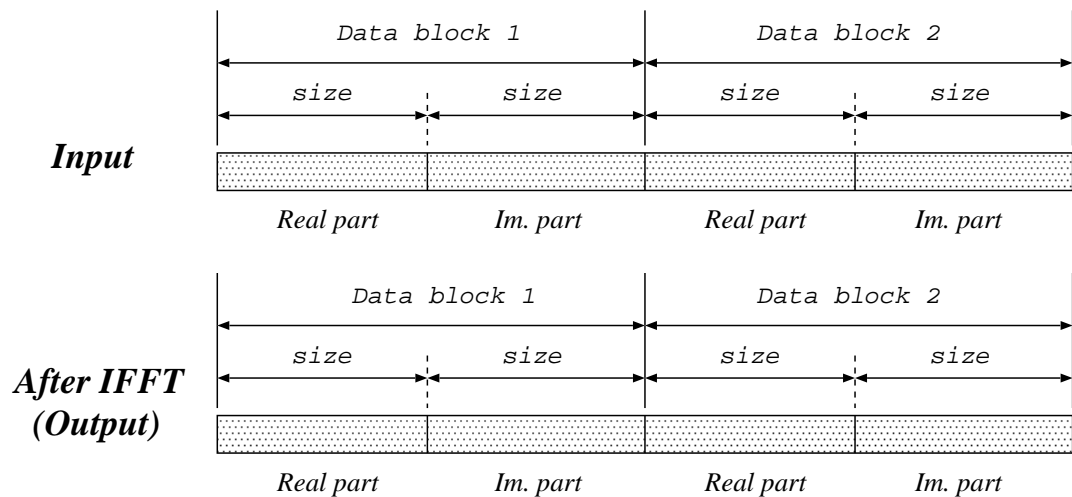 Data block 1 Data block 2
size size size size
Input
Real part Im. part Real part Im. part
Data block 1 Data block 2
size size size size
After IFFT
(Output)
Real part Im. part Real part Im. part